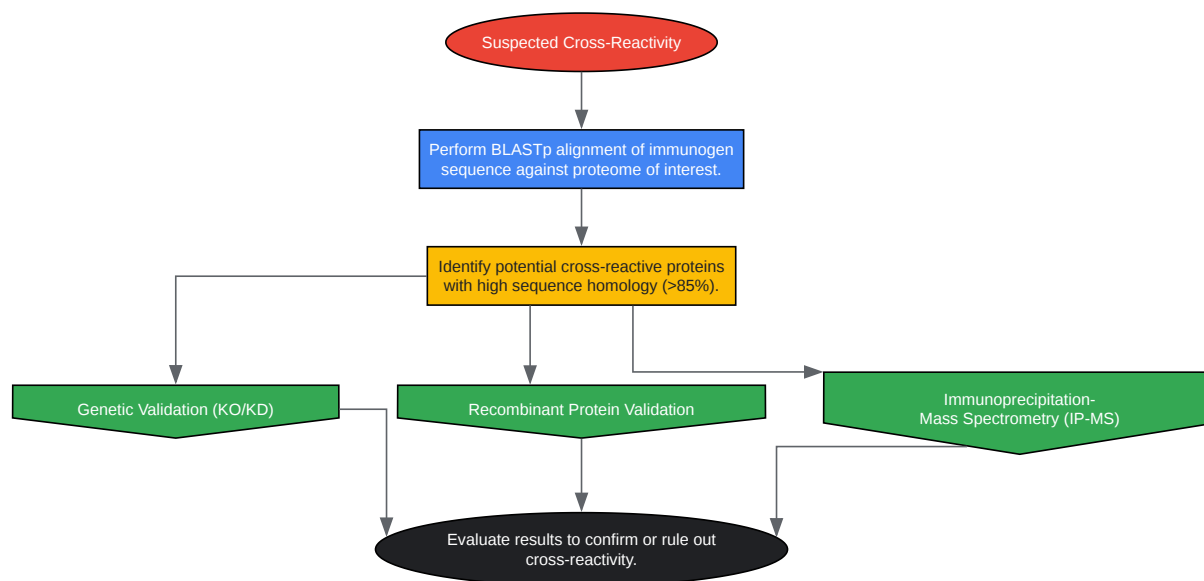 Suspected Cross-Reactivity
Perform BLASTp alignment of immunogen
sequence against proteome of interest.
Identify potential cross-reactive proteins
with high sequence homology (>85%).
Genetic Validation (KO/KD)
Recombinant Protein Validation
Immunoprecipitation-
Mass Spectrometry (IP-MS)
Evaluate results to confirm or rule out
cross-reactivity.